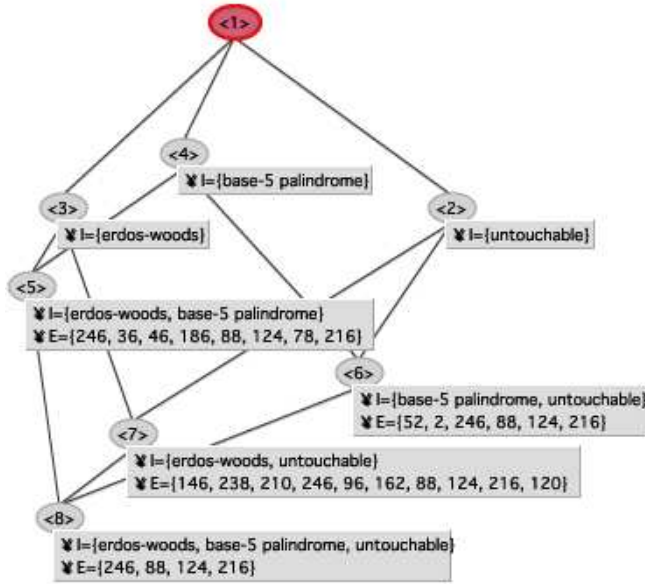 <1>
<4>
I={base-5 palindrome}
<3>
<2>
I={erdos-woods}
I={untouchable}
<5>
I={erdos-woods, base-5 palindrome}
E={246, 36, 46, 186, 88, 124, 78, 216}
<6>
I={base-5 palindrome, untouchable}
E={52, 2, 246, 88, 124, 216}
<7>
I={erdos-woods, untouchable}
E={146, 238, 210, 246, 96, 162, 88, 124, 216, 120}
<8>
I={erdos-woods, base-5 palindrome, untouchable}
E={246, 88, 124, 216}